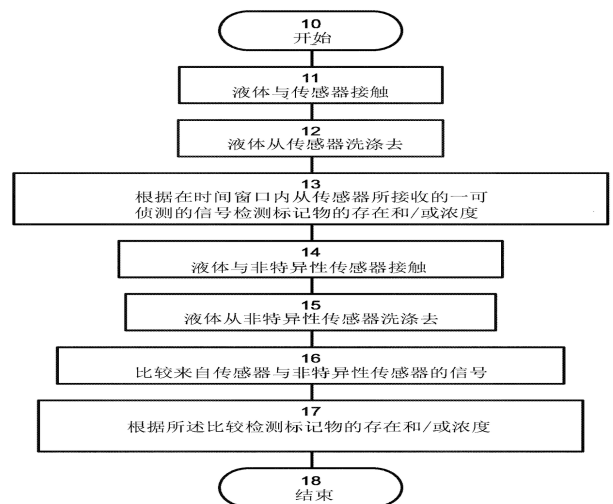 10
开始
11
液体与传感器接触
12
液体从传感器洗涤去
13
根据在时间窗口内从传感器所接收的一可
侦测的信号检测标记物的存在和/或浓度
14
液体与非特异性传感器接触
15
液体从非特异性传感器洗涤去
16
比较来自传感器与非特异性传感器的信号
17
根据所述比较检测标记物的存在和/或浓度
18
结束